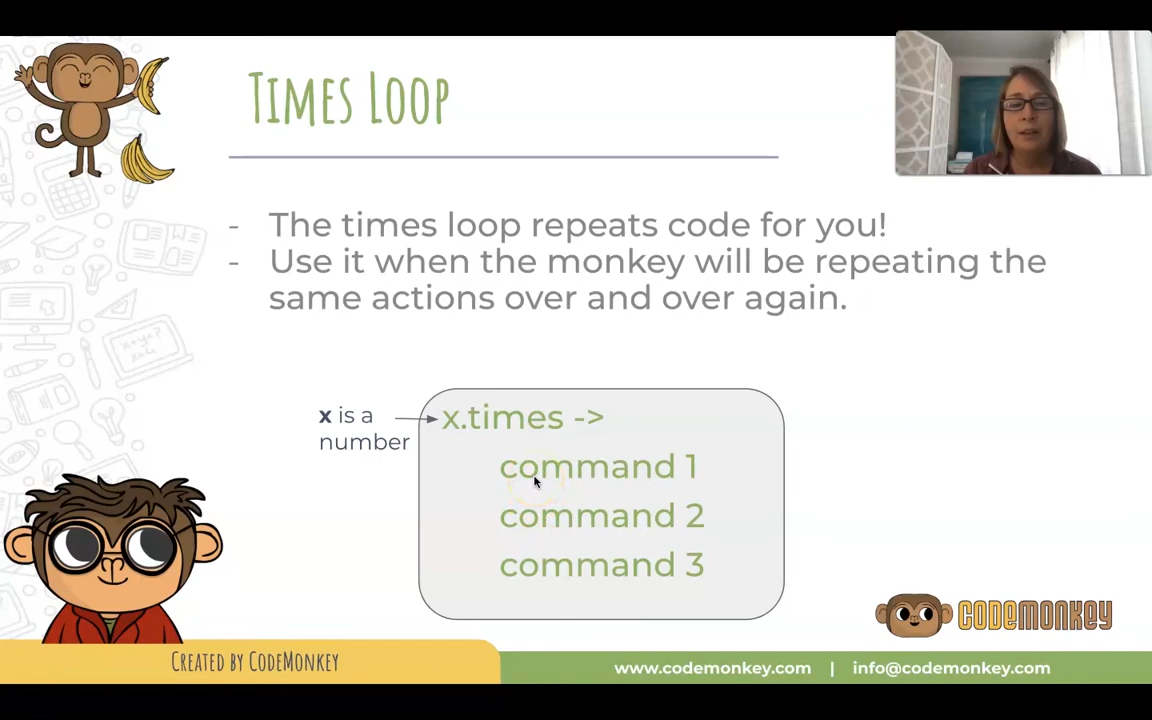 Times Loop
- The times loop repeats code for you!
- Use it when the monkey will be repeating the
same actions over and over again.
x is a
number
x.times ->
command 1
command 2
command 3
CODEMONKEY
Created by CodeMonkey
www.codemonkey.com | info@codemonkey.com